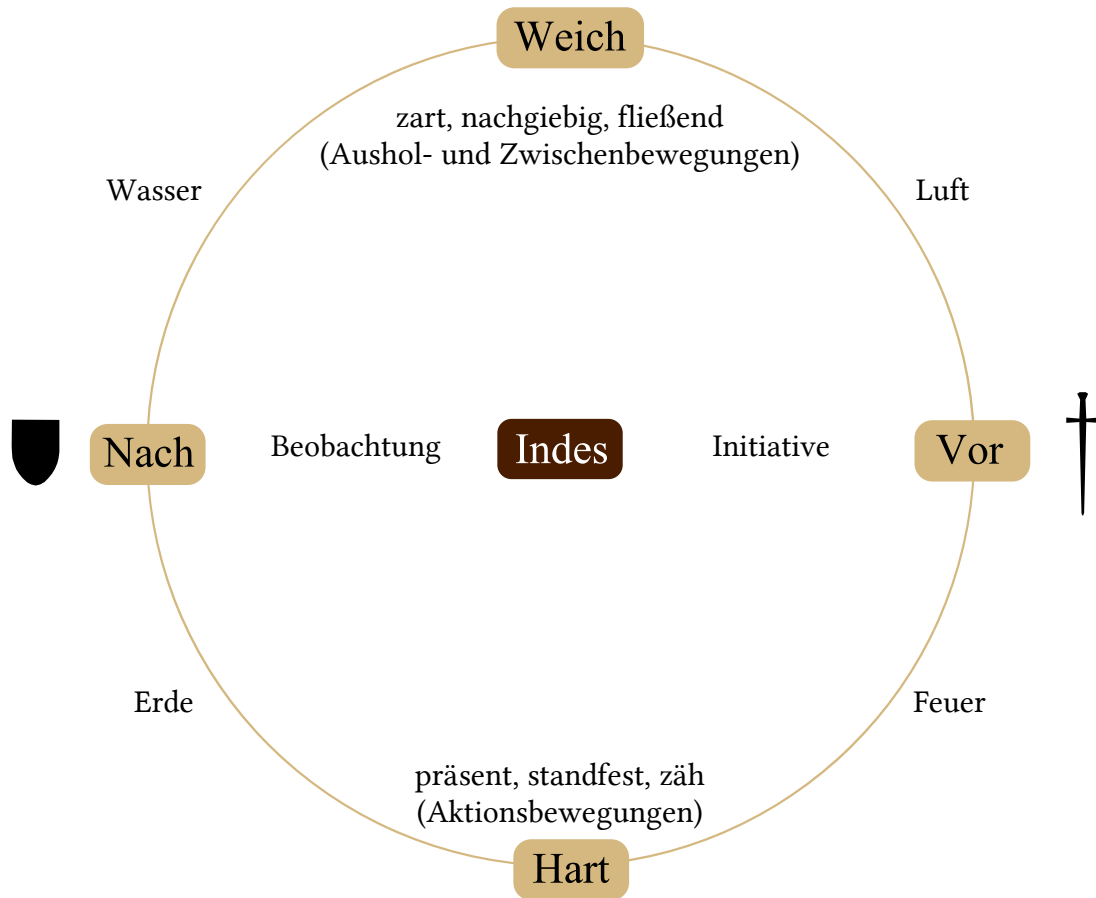 Weich
zart, nachgiebig, fließend
(Aushol- und Zwischenbewegungen)
Wasser
Luft
Nach
Beobachtung
Indes
Initiative
Vor
Erde
Feuer
präsent, standfest, zäh
(Aktionsbewegungen)
Hart